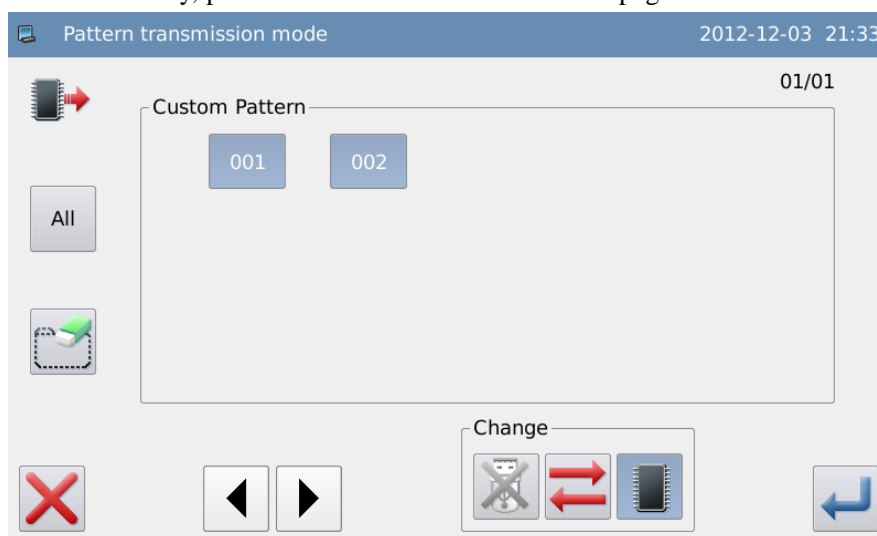 Pattern transmission mode 2012-12-03 21:33
01/01
Custom Pattern
001 002
All
Change